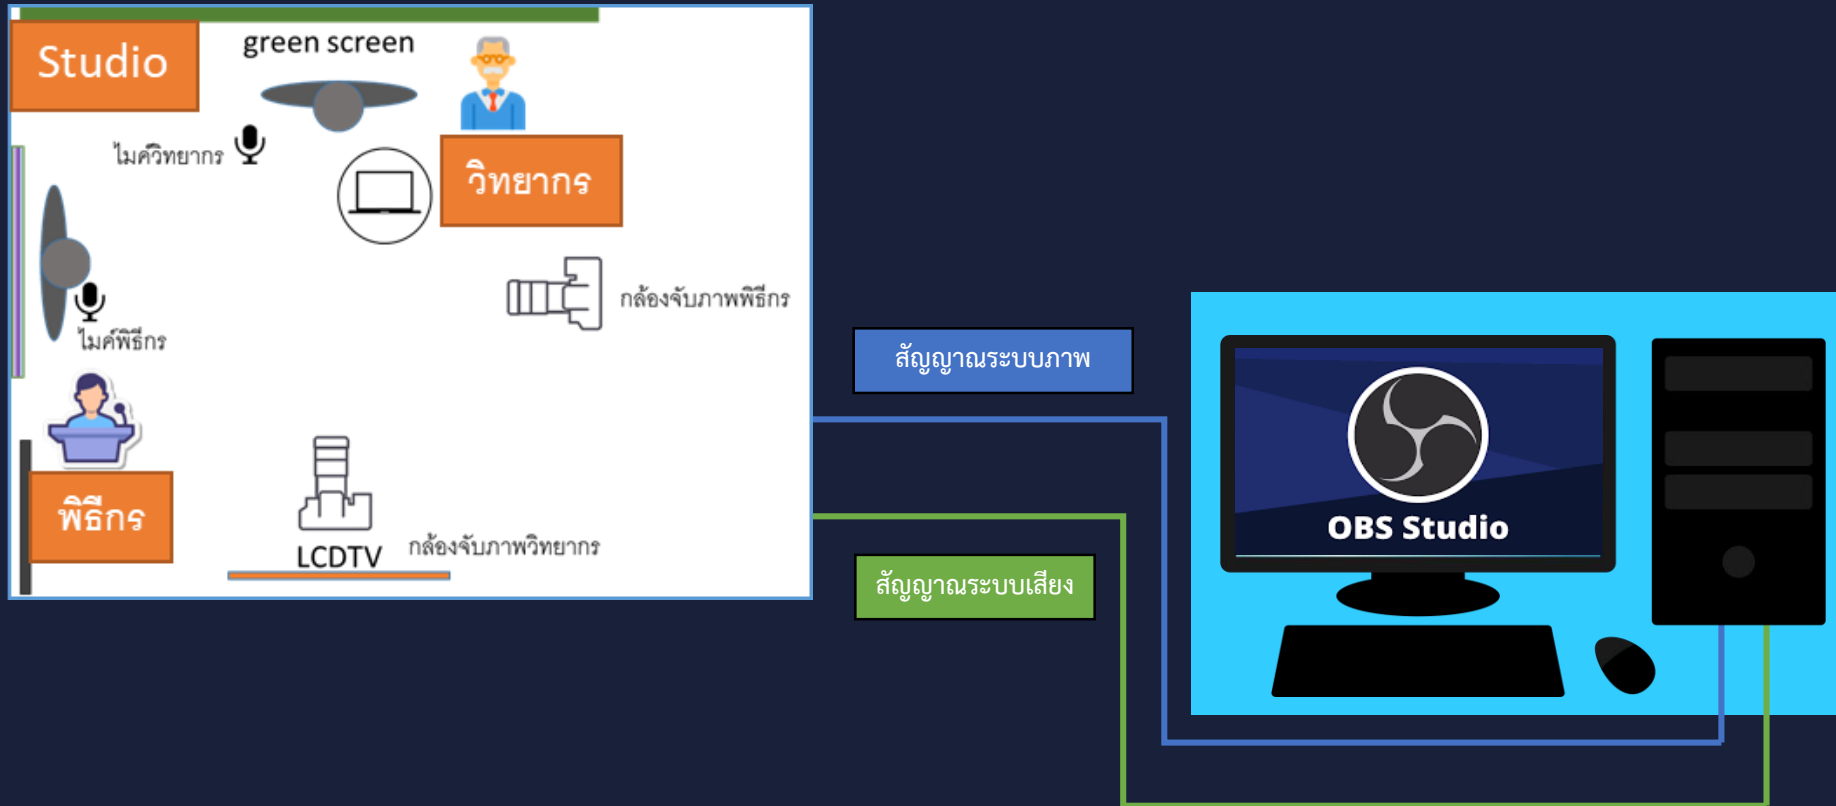 Studio
green screen
ไมค์วิทยากร
วิทยากร
กล้องจับภาพพิธีกร
ไมค์พิธีกร
พิธีกร
LCDTV
กล้องจับภาพวิทยากร
สัญญาณระบบภาพ
สัญญาณระบบเสียง
OBS Studio